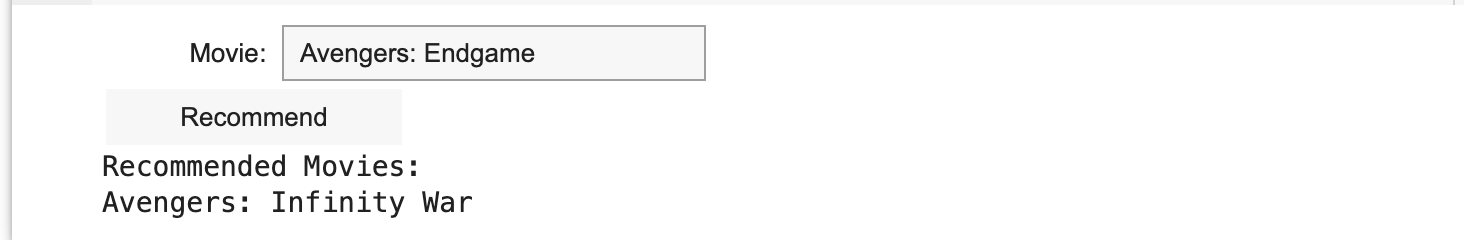 Movie: Avengers: Endgame
Recommend
Recommended Movies:
Avengers: Infinity War